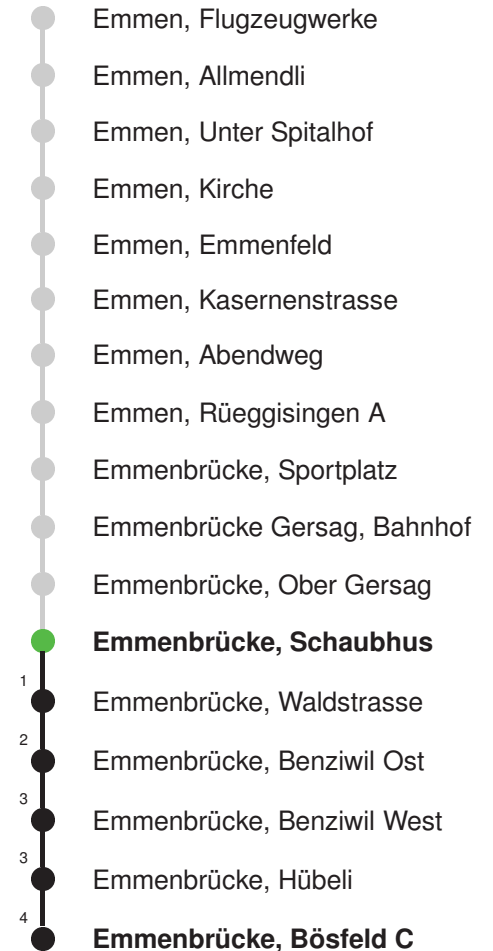 Emmen, Flugzeugwerke
Emmen, Allmendli
Emmen, Unter Spitalhof
Emmen, Kirche
Emmen, Emmenfeld
Emmen, Kasernenstrasse
Emmen, Abendweg
Emmen, Rüeggisingen A
Emmenbrücke, Sportplatz
Emmenbrücke Gersag, Bahnhof
Emmenbrücke, Ober Gersag
Emmenbrücke, Schaubhus
1 Emmenbrücke, Waldstrasse
2 Emmenbrücke, Benziwil Ost
3 Emmenbrücke, Benziwil West
3 Emmenbrücke, Hübeli
4 Emmenbrücke, Bösfeld C